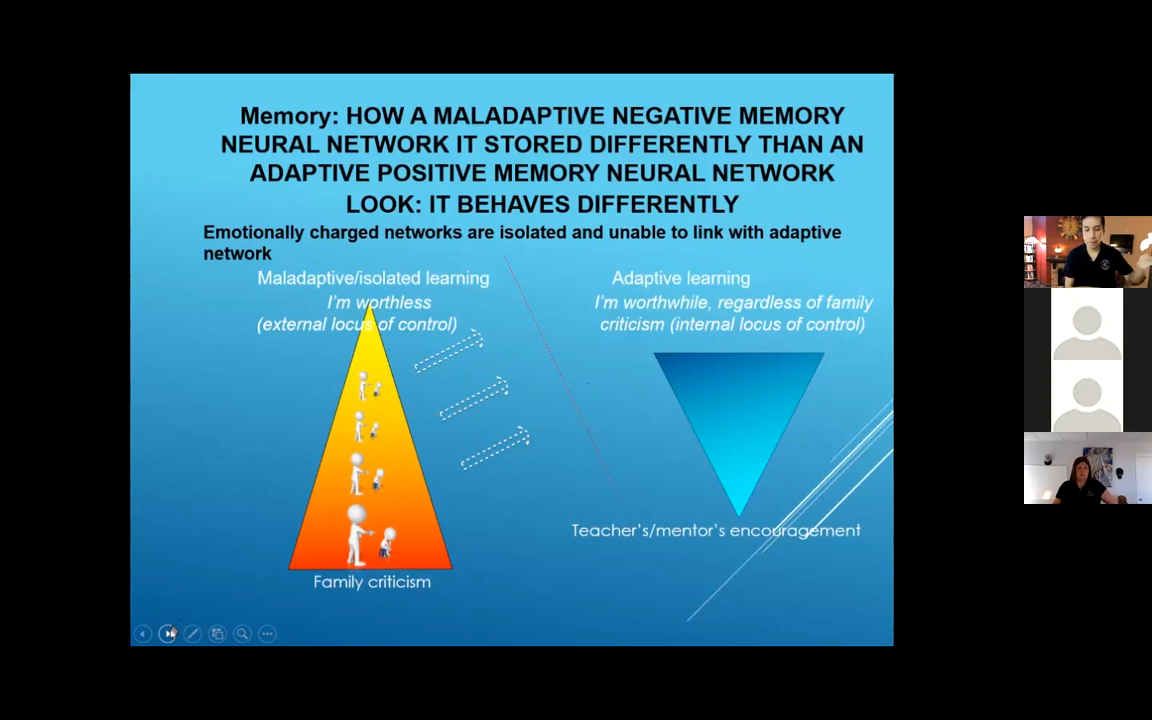 Memory: HOW A MALADAPTIVE NEGATIVE MEMORY
NEURAL NETWORK IT STORED DIFFERENTLY THAN AN
ADAPTIVE POSITIVE MEMORY NEURAL NETWORK
LOOK: IT BEHAVES DIFFERENTLY
Emotionally charged networks are isolated and unable to link with adaptive
network
Maladaptive/isolated learning
I'm worthless
(external locus of control)
Family criticism
Adaptive learning
I'm worthwhile, regardless of family
criticism (internal locus of control)
Teacher's/mentor's encouragement